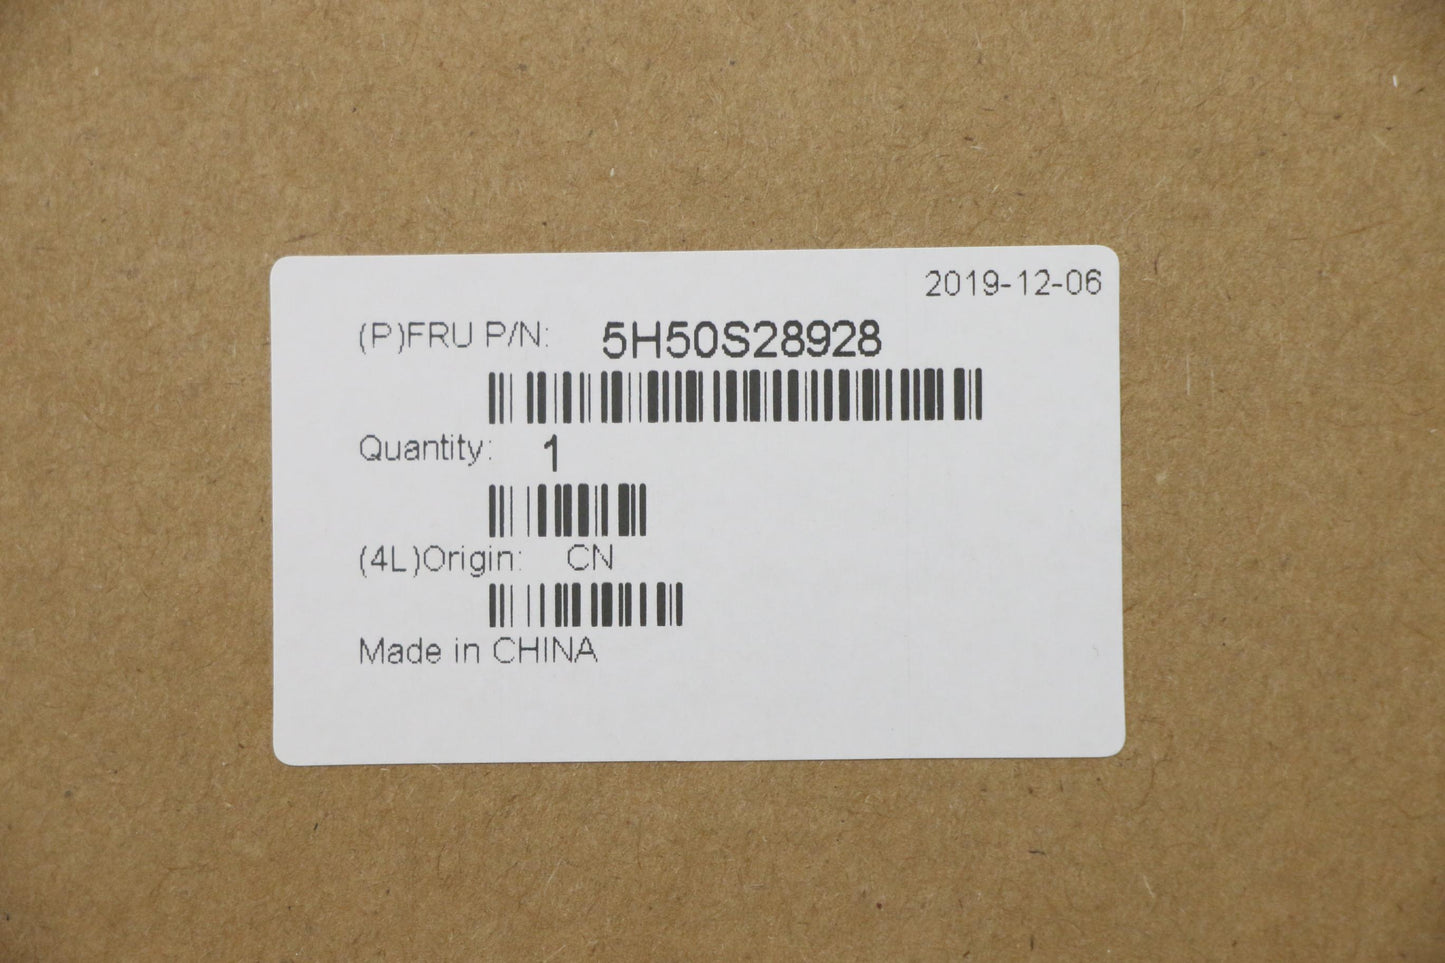 2019-12-06
(P)FRU P/N: 5H50S28928
Quantity: 1
(4L)Origin: CN
Made in CHINA